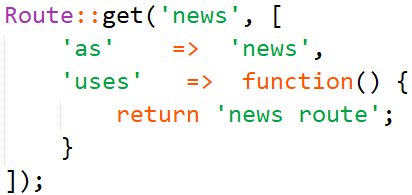 Route::get('news', [
    'as'    =>  'news',
    'uses'   =>  function() {
        return 'news route';
    }
]);